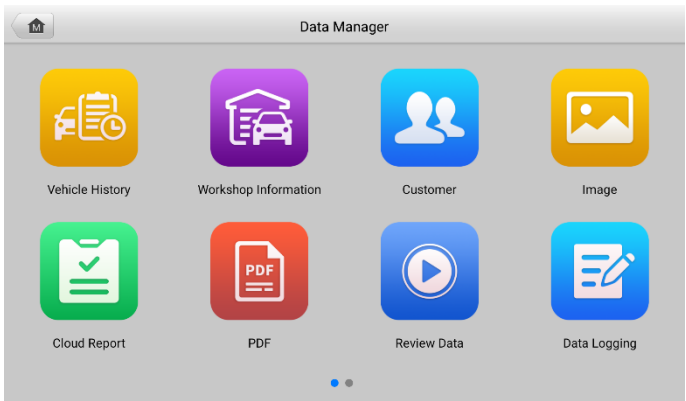 M
Data Manager
Vehicle History
Workshop Information
Customer
Image
PDF
Cloud Report
PDF
Review Data
Data Logging